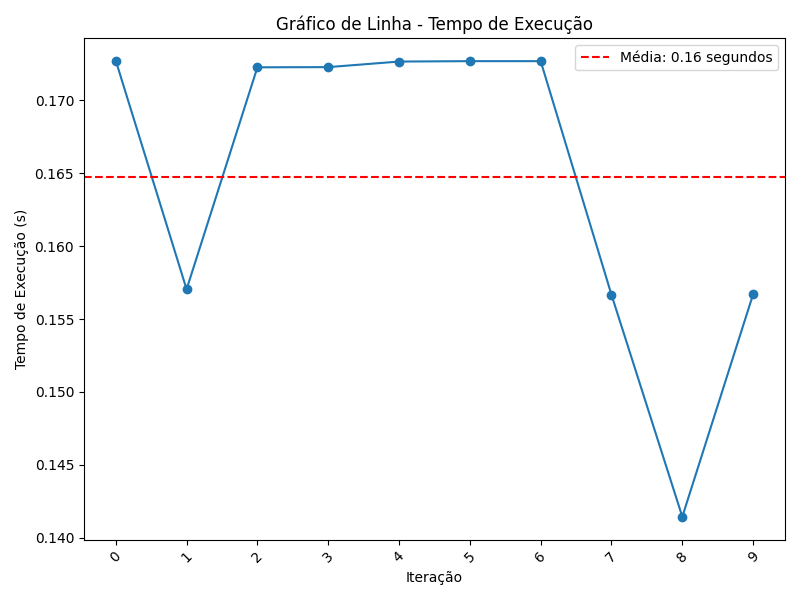 Gráfico de Linha - Tempo de Execução
Média: 0.16 segundos
Tempo de Execução (s)
0.170
0.165
0.160
0.155
0.150
0.145
0.140
0 1 2 3 4 5 6 7 8 9
Iteração